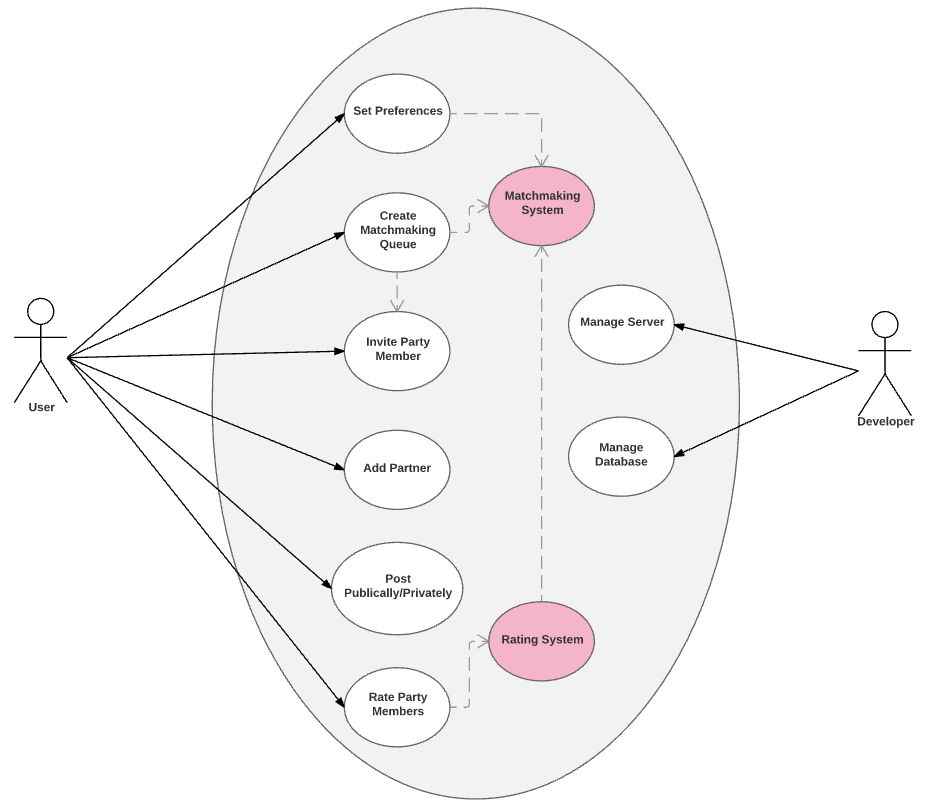 Set Preferences
Matchmaking
System
Create
Matchmaking
Queue
Invite Party
Member
Manage Server
User
Developer
Add Partner
Manage
Database
Post
Publically/Privately
Rating System
Rate Party
Members